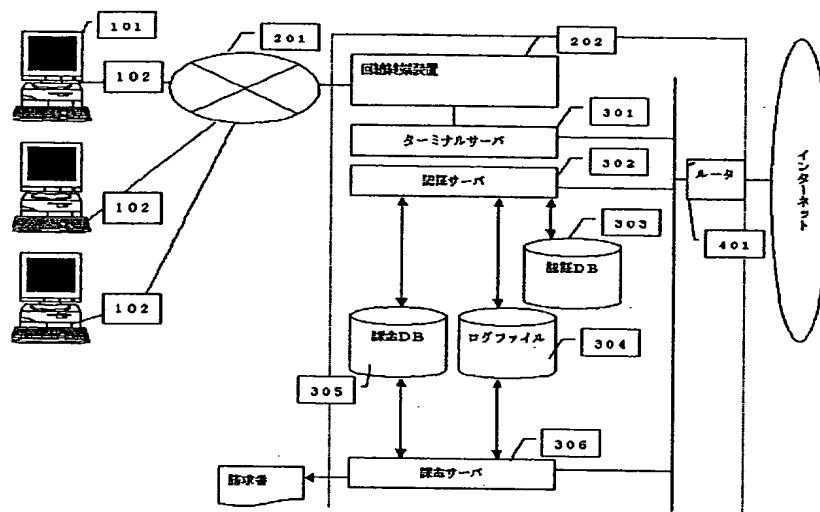 101
201
202
102
回線終端装置
301
ターミナルサーバ
302
認証サーバ
ルータ
インターネット
102
303
401
認証DB
102
課金DB
ログファイル
304
305
306
課金サーバ
請求書